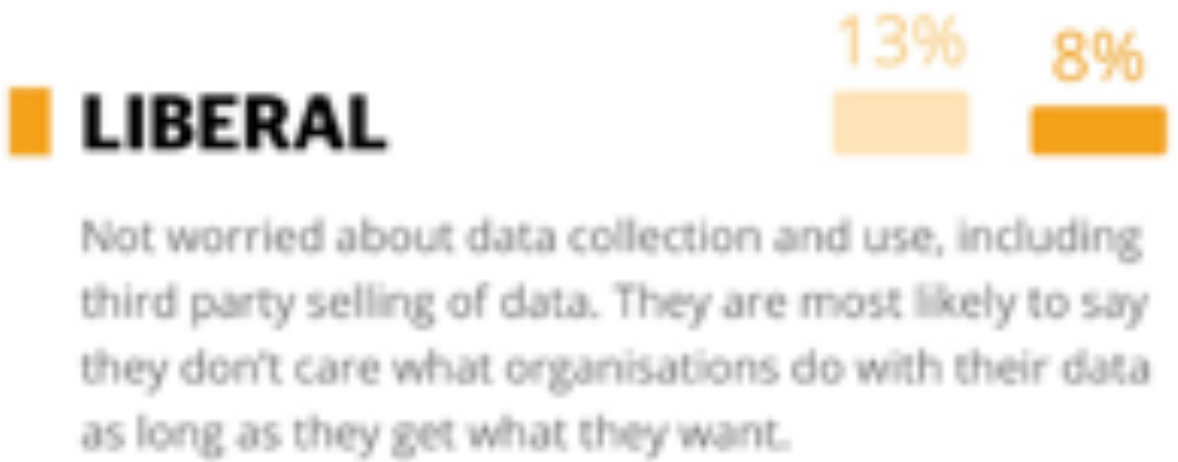 13% 8%
LIBERAL
Not worried about data collection and use, including
third party selling of data. They are most likely to say
they don't care what organisations do with their data
as long as they get what they want.